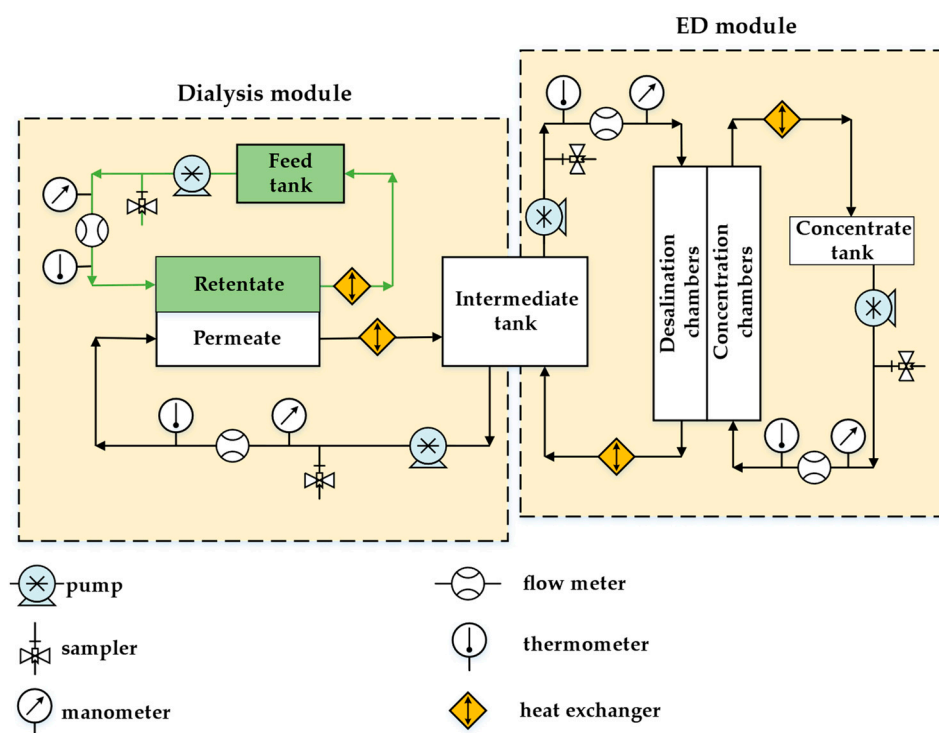 ED module
Dialysis module
Feed
tank
Retentate
Permeate
Intermediate
tank
Desalination
chambers
Concentration
chambers
Concentrate
tank
pump
flow meter
sampler
thermometer
manometer
heat exchanger